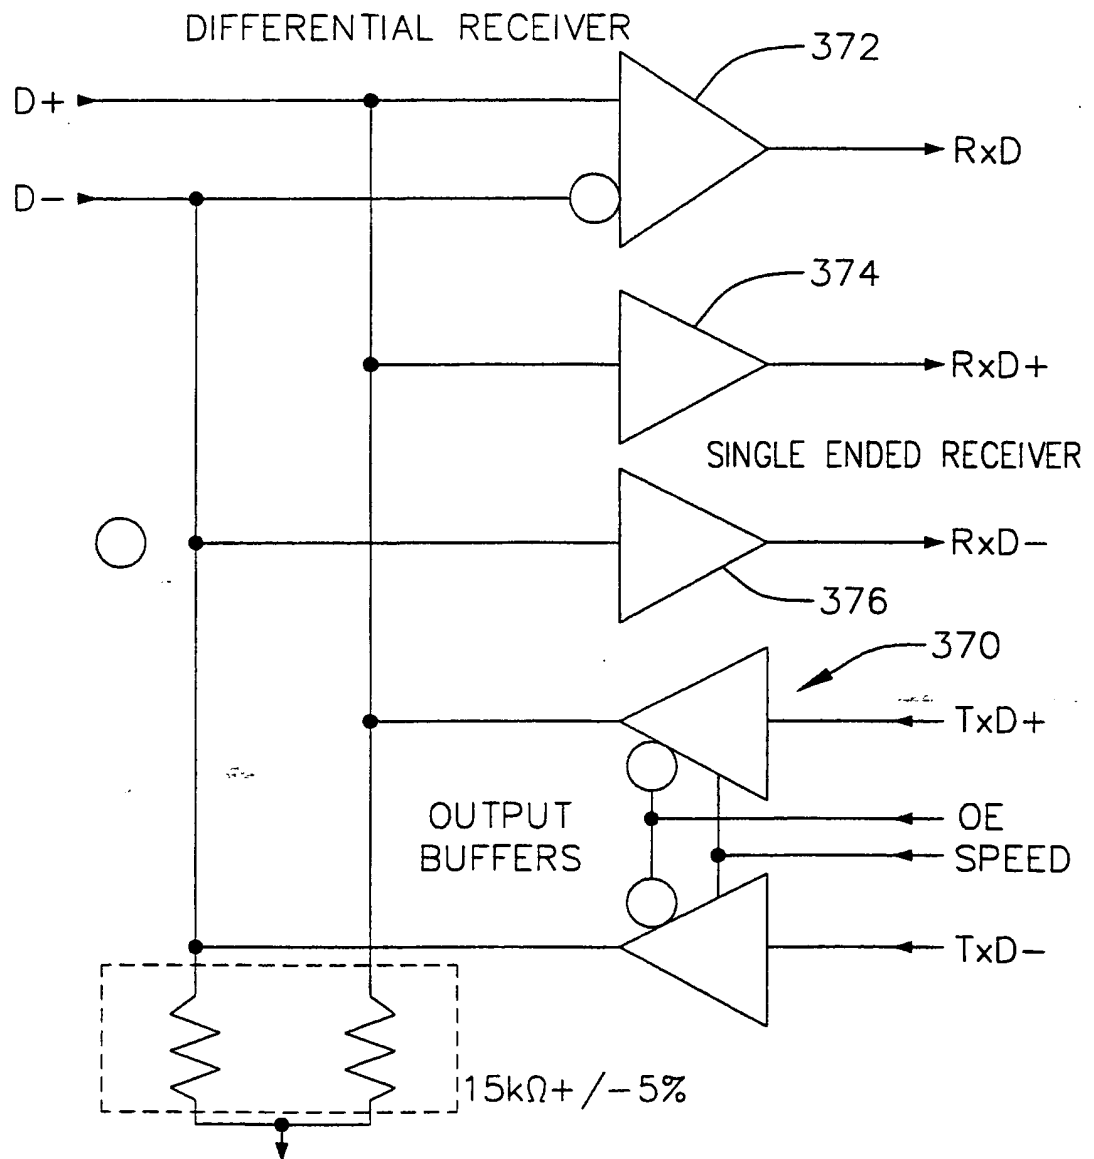 DIFFERENTIAL RECEIVER
372
D+
RxD
D-
374
RxD+
SINGLE ENDED RECEIVER
RxD-
376
370
TxD+
OUTPUT
BUFFERS
OE
SPEED
TxD-
15kΩ+/-5%